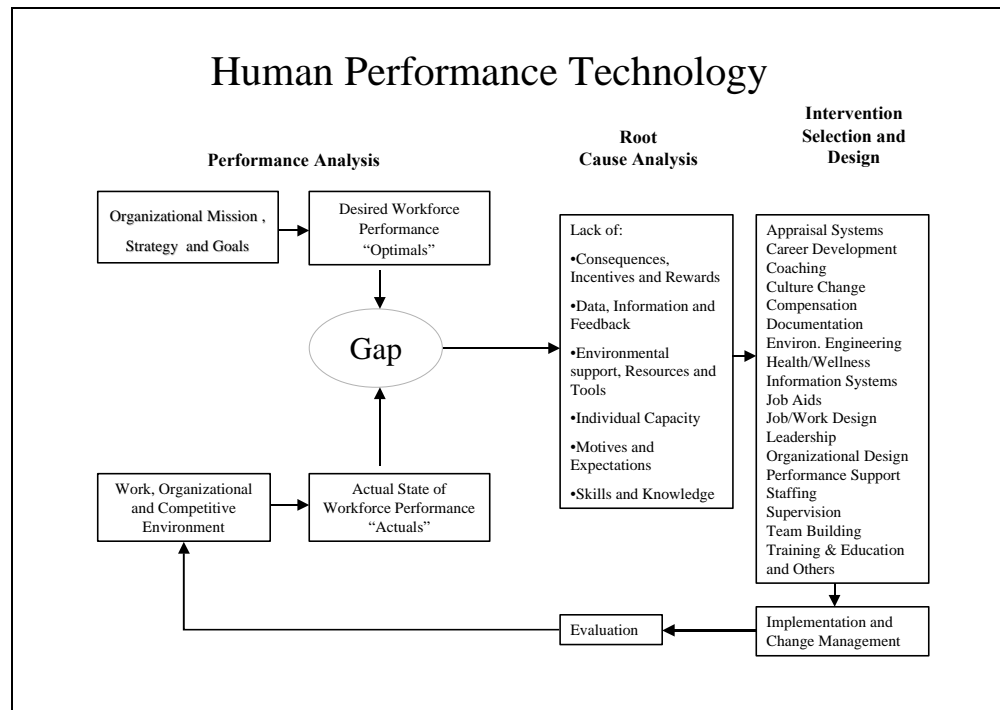 Human Performance Technology
Performance Analysis
Root
Cause Analysis
Intervention
Selection and
Design
Organizational Mission ,
Strategy and Goals
Desired Workforce
Performance
“Optimals”
Gap
Work, Organizational
and Competitive
Environment
Actual State of
Workforce Performance
“Actuals”
Lack of:
•Consequences,
Incentives and Rewards
•Data, Information and
Feedback
•Environmental
support, Resources and
Tools
•Individual Capacity
•Motives and
Expectations
•Skills and Knowledge
Appraisal Systems
Career Development
Coaching
Culture Change
Compensation
Documentation
Environ. Engineering
Health/Wellness
Information Systems
Job Aids
Job/Work Design
Leadership
Organizational Design
Performance Support
Staffing
Supervision
Team Building
Training & Education
and Others
Implementation and
Change Management
Evaluation